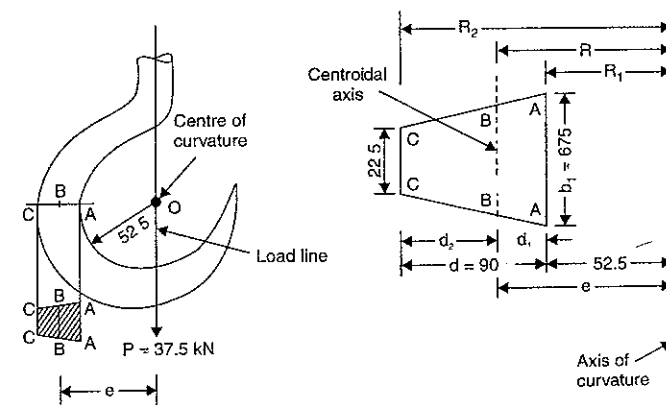 Centre of
curvature
B
C
A
O
52 5
Load line
C
B
A
C
B
A
P = 37.5 kN
e
R₂
R
R₁
Centroidal
axis
B
A
C
22 5
b₁ = 675
C
B
A
d₂
d₁
d = 90
52.5
e
Axis of
curvature